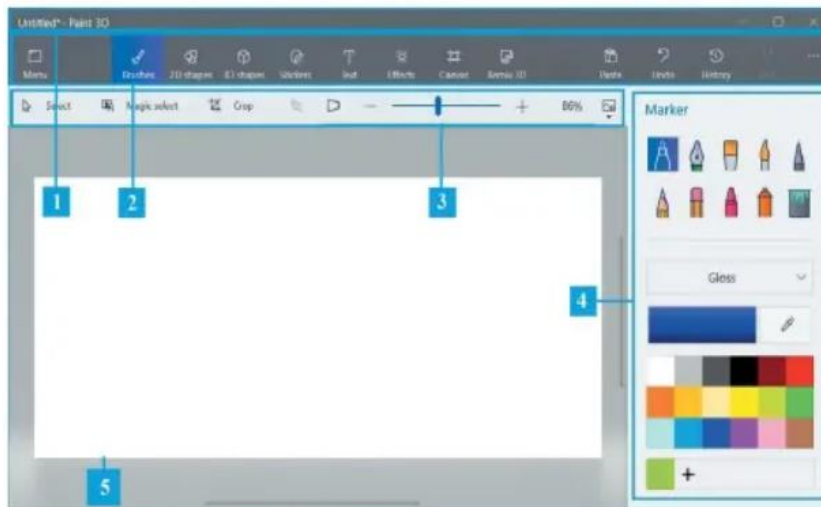 Untitled* - Paint 3D
Menu Brushes 2D shapes 3D shapes Stickers Text Effects Canvas Remix 3D Paste Undo History
Select Magic select Crop 86%
Marker
1 2 3
4
Gloss
5